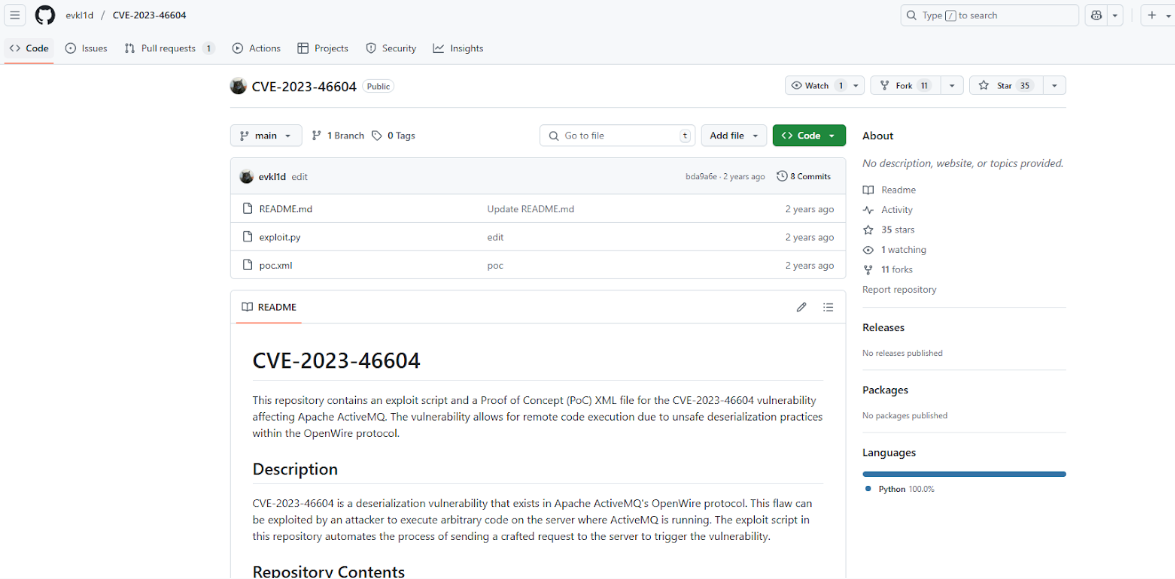 evkl1d / CVE-2023-46604
Type / to search
Code Issues Pull requests 1 Actions Projects Security Insights
CVE-2023-46604 Public
Watch 1 Fork 11 Star 35
main 1 Branch 0 Tags Go to file t Add file Code
evkl1d edit bda9a6e · 2 years ago 8 Commits
README.md Update README.md 2 years ago
exploit.py edit 2 years ago
poc.xml poc 2 years ago
README
CVE-2023-46604
This repository contains an exploit script and a Proof of Concept (PoC) XML file for the CVE-2023-46604 vulnerability
affecting Apache ActiveMQ. The vulnerability allows for remote code execution due to unsafe deserialization practices
within the OpenWire protocol.
Description
CVE-2023-46604 is a deserialization vulnerability that exists in Apache ActiveMQ's OpenWire protocol. This flaw can
be exploited by an attacker to execute arbitrary code on the server where ActiveMQ is running. The exploit script in
this repository automates the process of sending a crafted request to the server to trigger the vulnerability.
Repository Contents
About
No description, website, or topics provided.
Readme
Activity
35 stars
1 watching
11 forks
Report repository
Releases
No releases published
Packages
No packages published
Languages
Python 100.0%